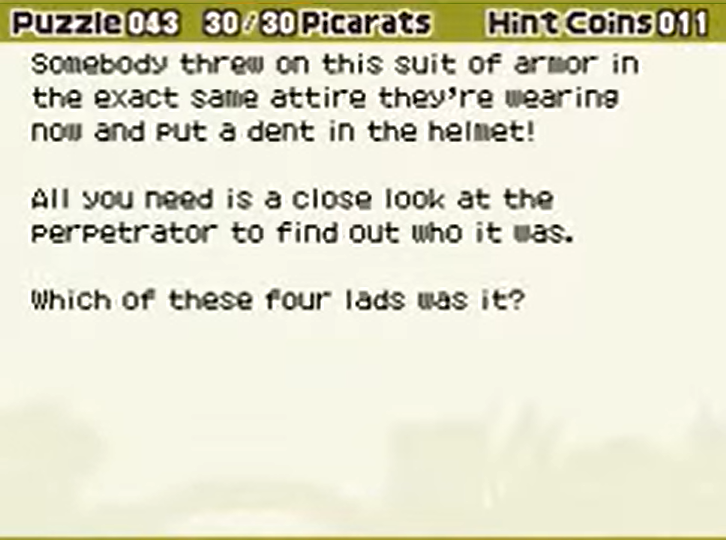 Puzzle 043 30/30 Picarats Hint Coins 011
Somebody threw on this suit of armor in
the exact same attire they're wearing
now and put a dent in the helmet!
All you need is a close look at the
perpetrator to find out who it was.
Which of these four lads was it?